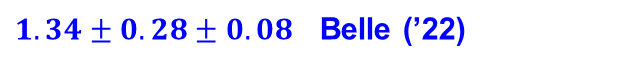 1.34 ± 0.28 ± 0.08 Belle (’22)